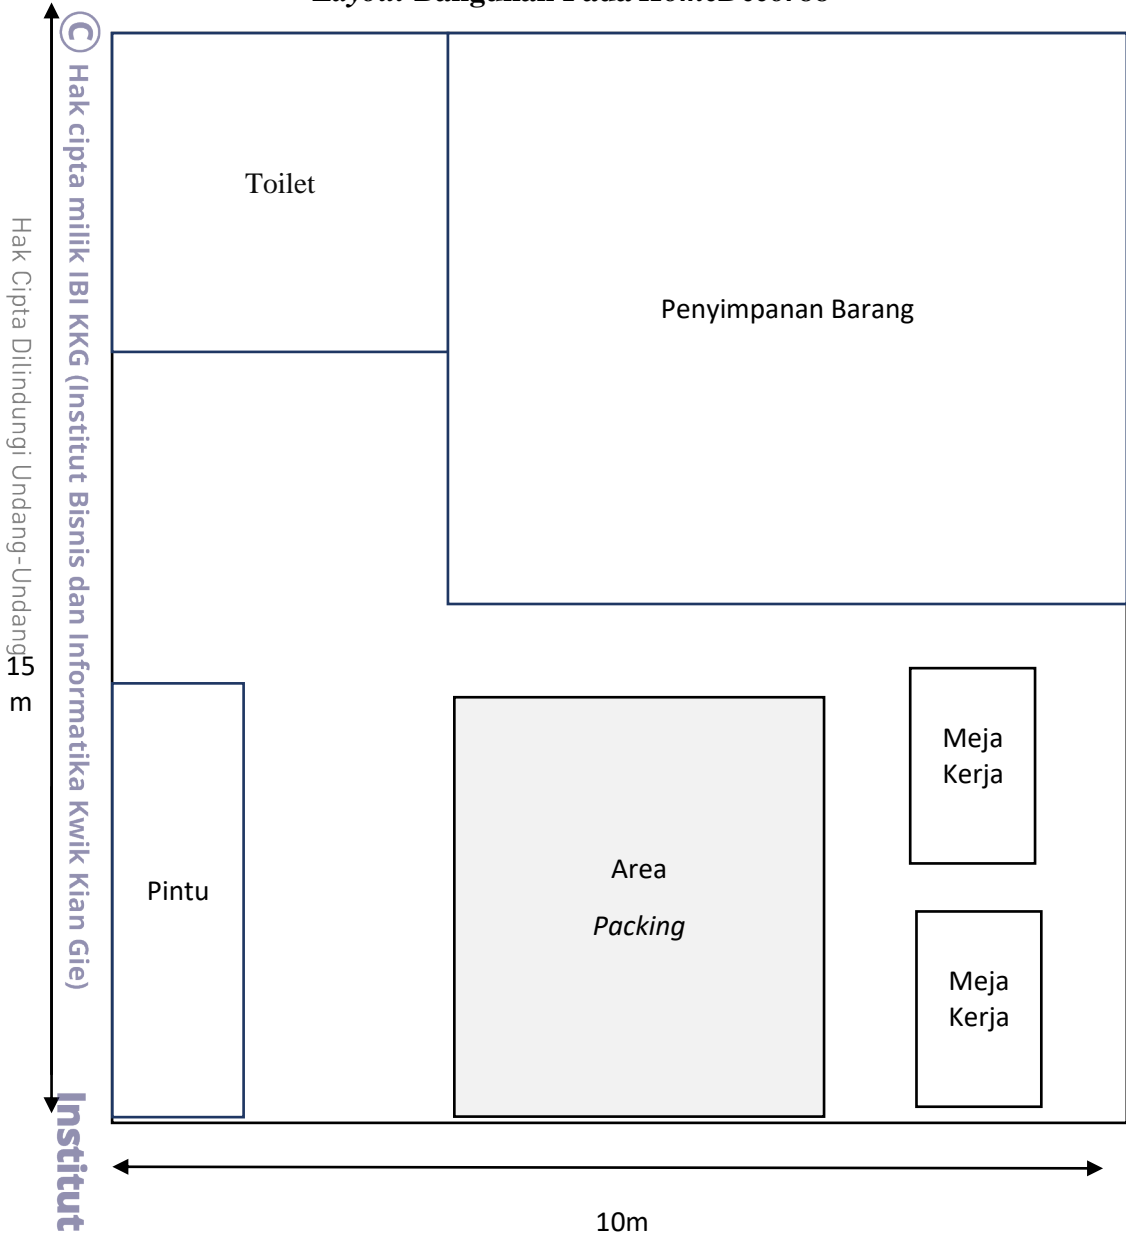 Layout Bangunan Pada HomeDecor88
© Hak cipta milik IBI KKG (Institut Bisnis dan Informatika Kwik Kian Gie)
Hak Cipta Dilindungi Undang-Undang
Institut
Toilet
Penyimpanan Barang
15
m
Meja
Kerja
Pintu
Area
Packing
Meja
Kerja
10m